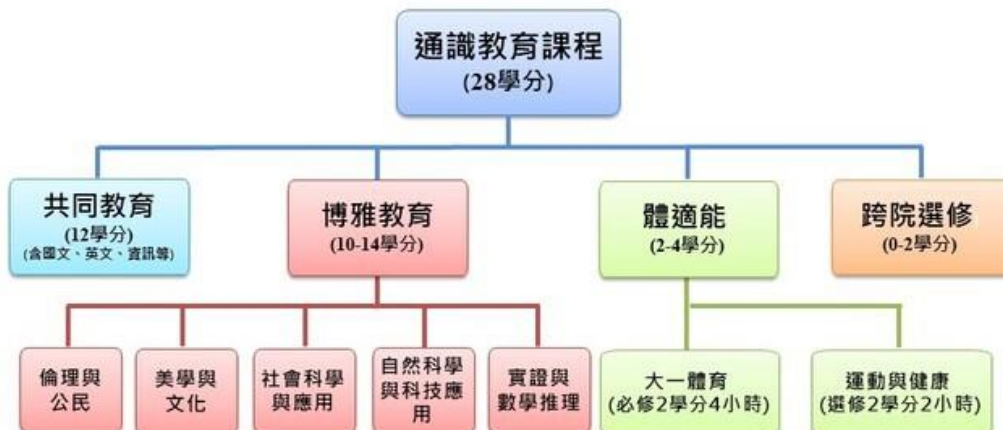 通識教育課程
(28學分)
共同教育
(12學分)
(含國文、英文、資訊等)
博雅教育
(10-14學分)
體適能
(2-4學分)
跨院選修
(0-2學分)
倫理與
公民
美學與
文化
社會科學
與應用
自然科學
與科技應
用
實證與
數學推理
大一體育
(必修2學分4小時)
運動與健康
(選修2學分2小時)